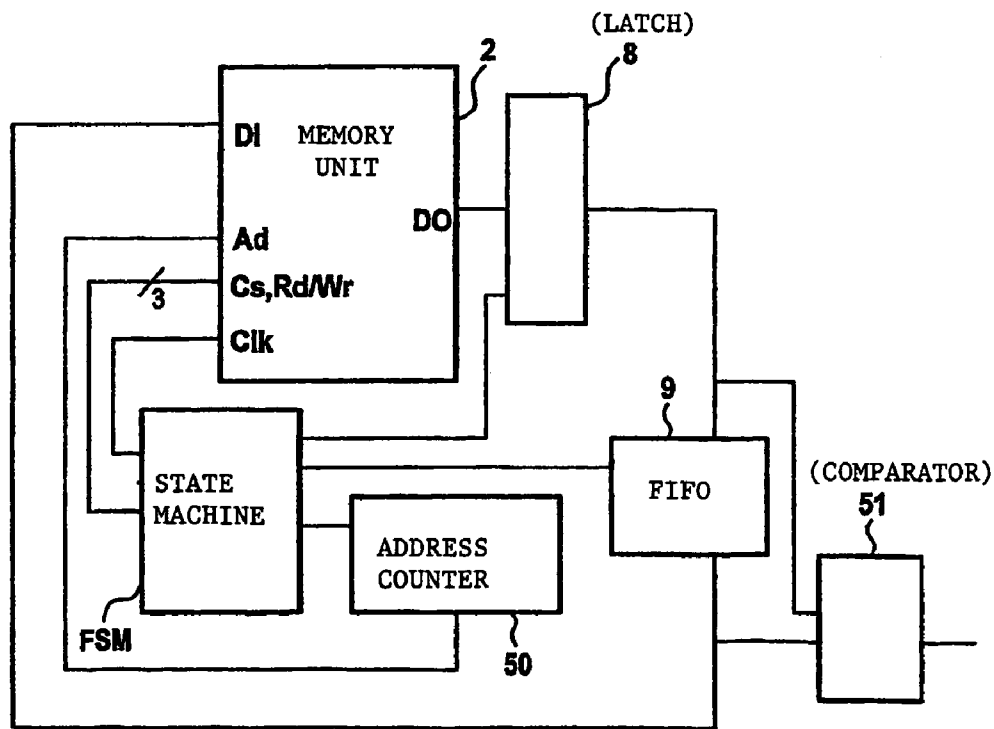 (LATCH)
8
2
DI
MEMORY
UNIT
DO
Ad
3
Cs,Rd/Wr
Clk
9
FIFO
(COMPARATOR)
51
STATE
MACHINE
ADDRESS
COUNTER
FSM
50